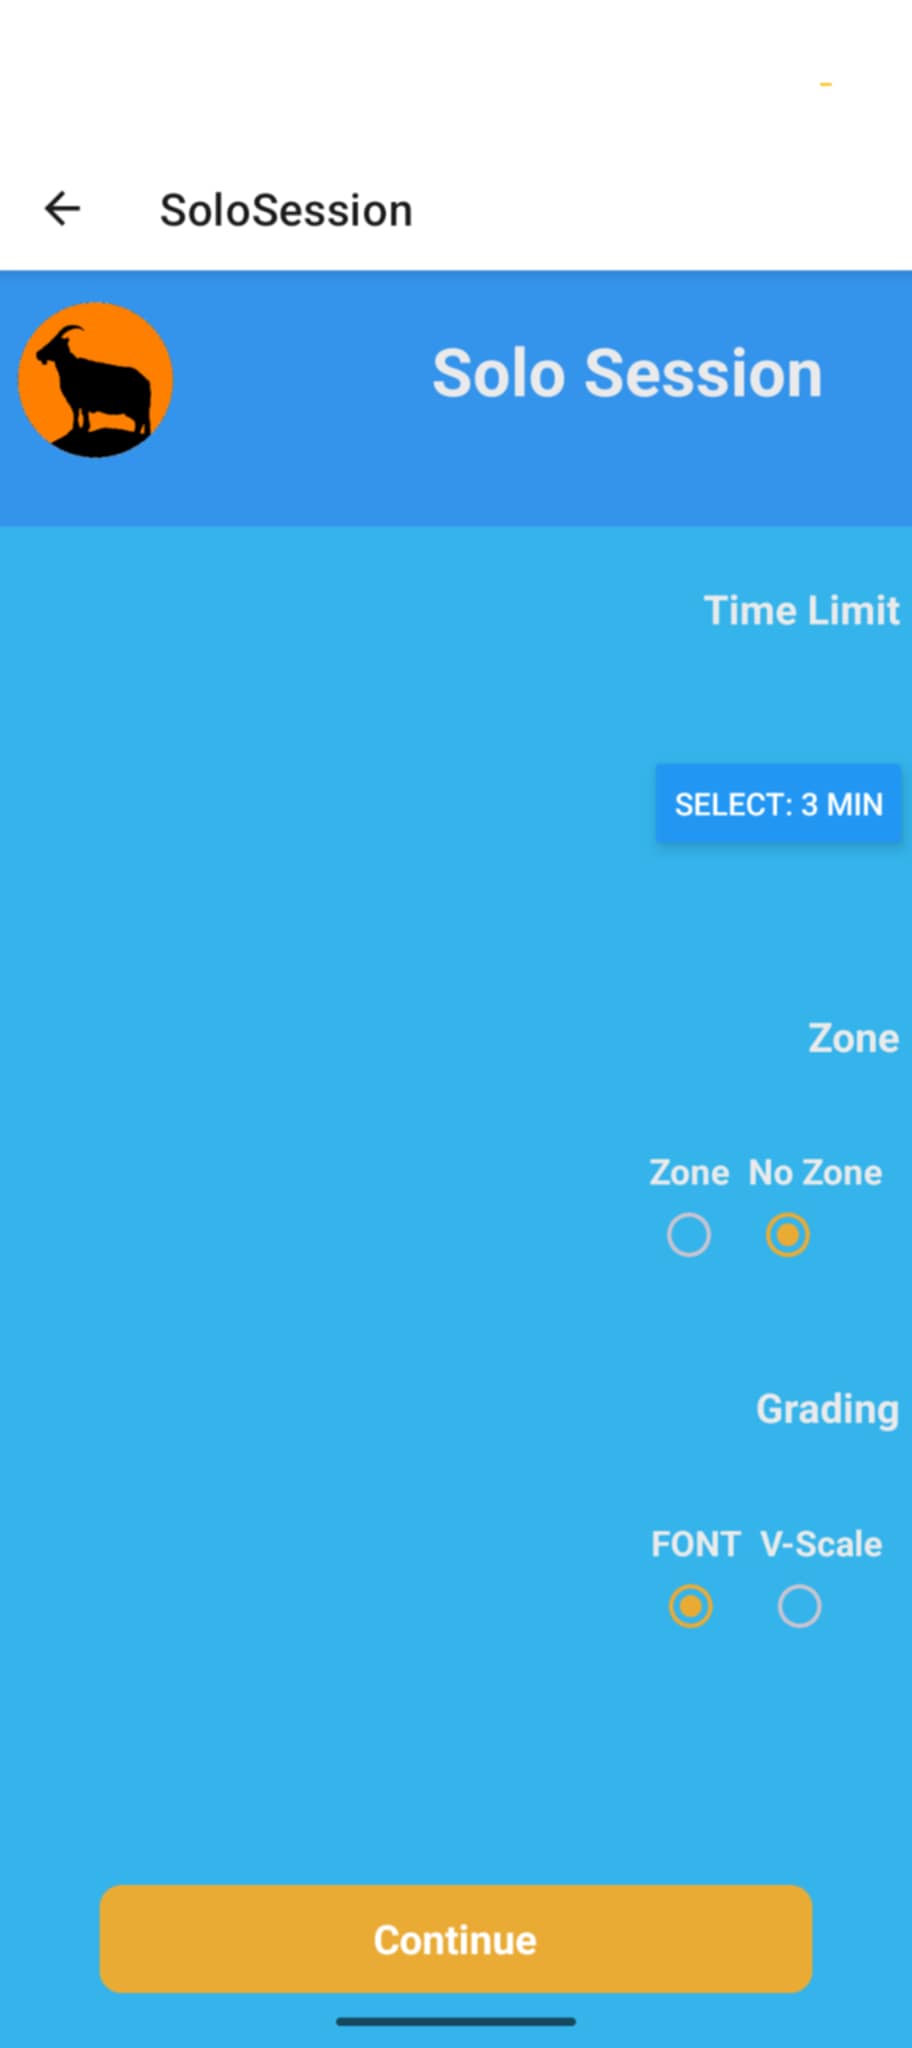 SoloSession
Solo Session
Time Limit
SELECT: 3 MIN
Zone
Zone No Zone
Grading
FONT V-Scale
Continue